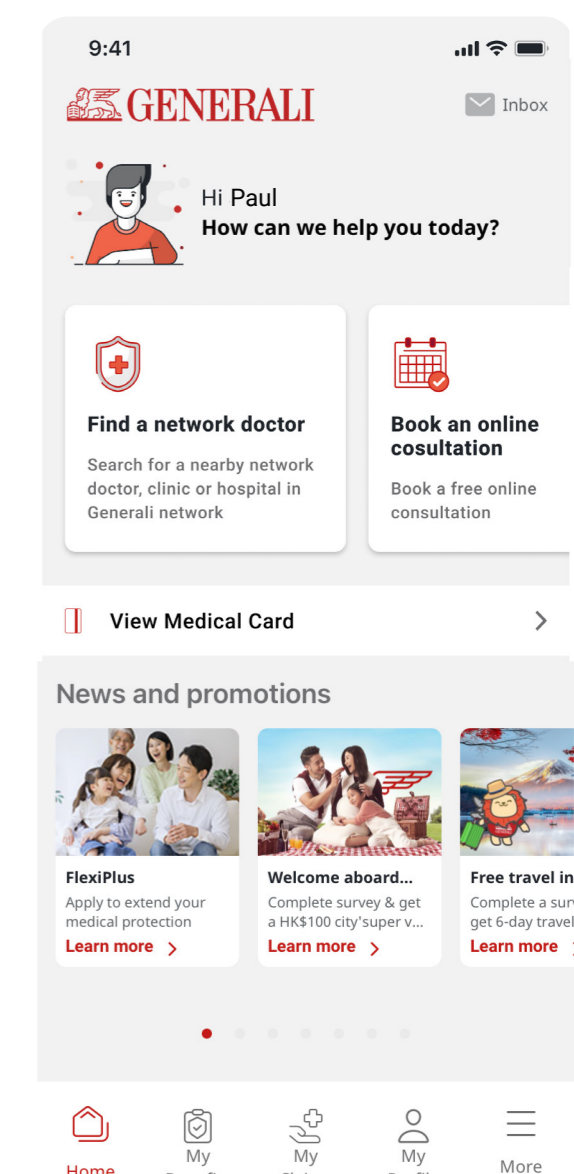 9:41
GENERALI
Inbox
Hi Paul
How can we help you today?
Find a network doctor
Search for a nearby network
doctor, clinic or hospital in
Generali network
Book an online
cosultation
Book a free online
consultation
View Medical Card
News and promotions
FlexiPlus
Apply to extend your
medical protection
Learn more
Welcome aboard...
Complete survey & get
a HK$100 city'super v...
Learn more
Free travel in
Complete a sur
get 6-day travel
Learn more
Home
My
My
My
More